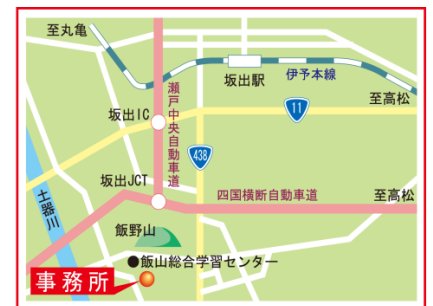 至丸亀
坂出駅
伊予本線
至高松
坂出IC
瀬戸中央自動車道
11
438
坂出JCT
四国横断自動車道
至高松
土器川
飯野山
●飯山総合学習センター
事務所